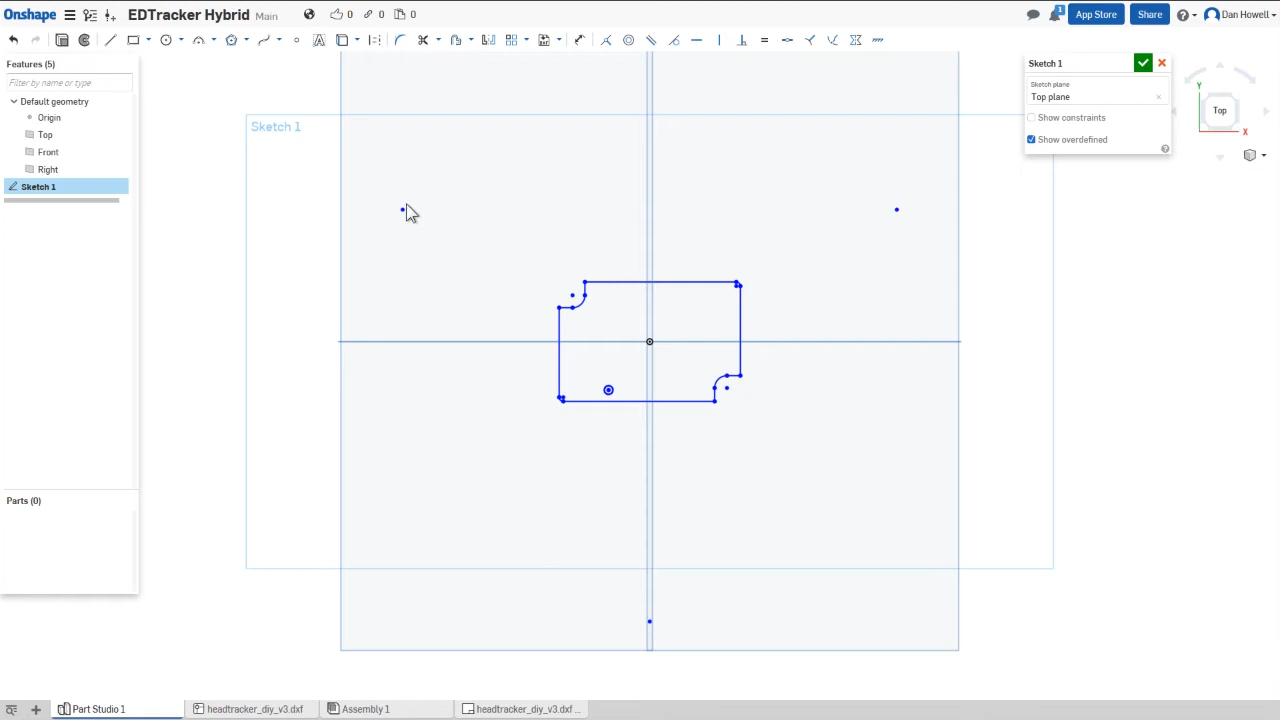 Onshape EDTracker Hybrid Main 0 0 0 1 App Store Share Dan Howell
Features (5)
Filter by name or type
Default geometry
Origin
Top
Front
Right
Sketch 1
Parts (0)
Sketch 1
Sketch 1
Sketch plane
Top plane
Show constraints
Show overdefined
Y
Top
X
Part Studio 1 headtracker_diy_v3.dxf Assembly 1 headtracker_diy_v3.dxf ...